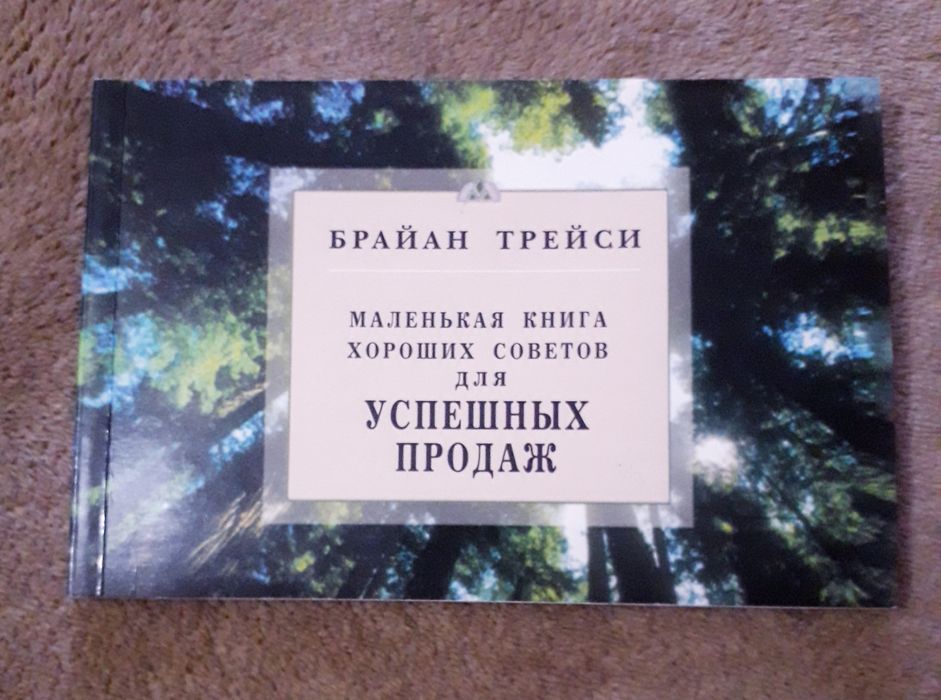 БРАЙАН ТРЕЙСИ
МАЛЕНЬКАЯ КНИГА
ХОРОШИХ СОВЕТОВ
ДЛЯ
УСПЕШНЫХ
ПРОДАЖ